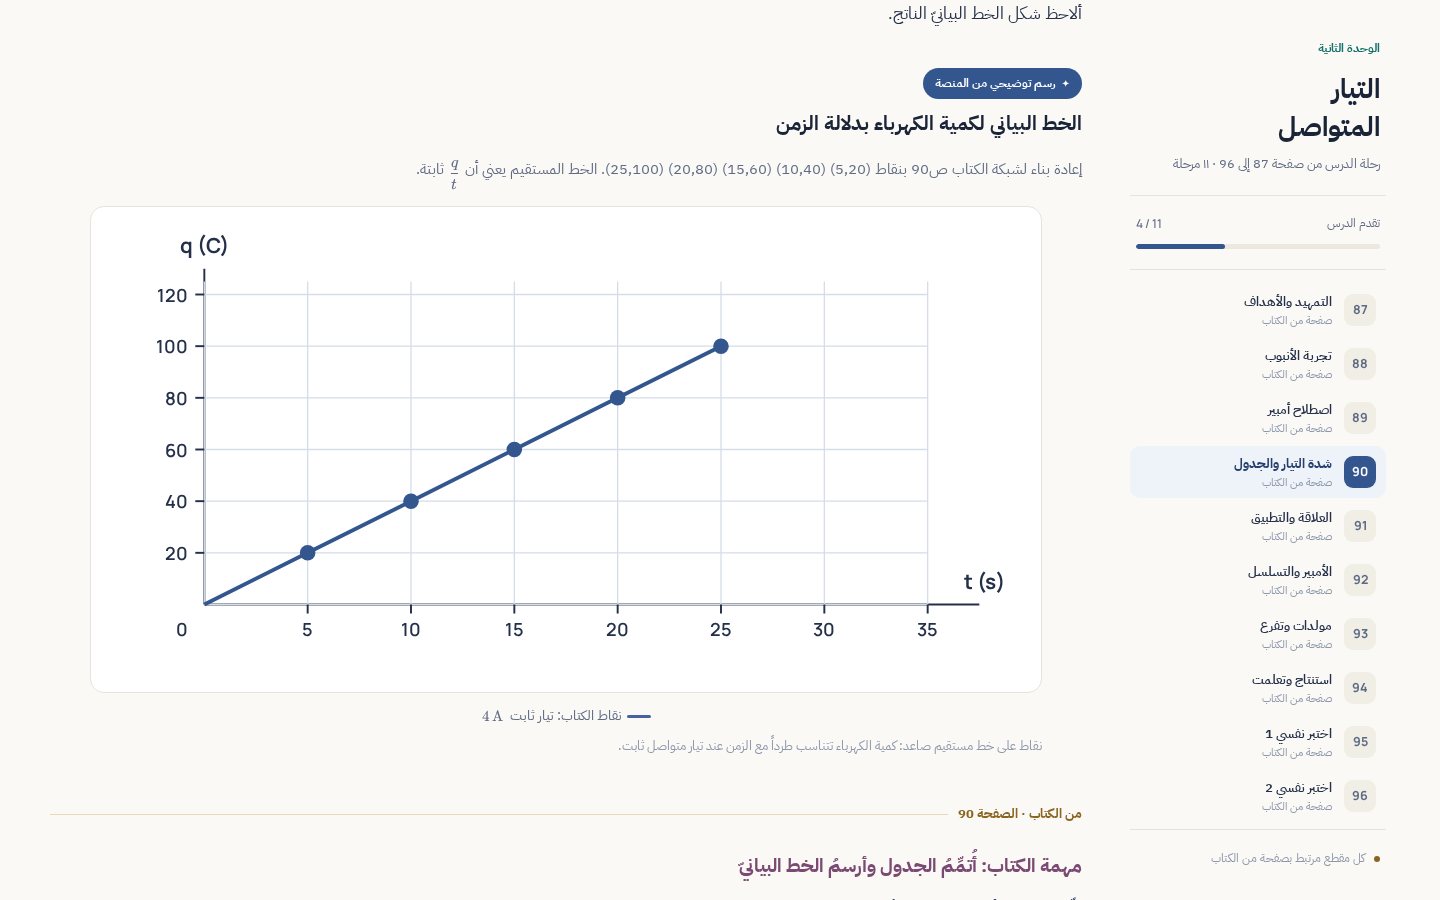 ألاحظ شكل الخط البيانيّ الناتج.
✦ رسم توضيحي من المنصة
الخط البياني لكمية الكهرباء بدلالة الزمن
إعادة بناء لشبكة الكتاب ص90 بنقاط (5,20) (10,40) (15,60) (20,80) (25,100). الخط المستقيم يعني أن q/t ثابتة.
q (C)
120
100
80
60
40
20
t (s)
0 5 10 15 20 25 30 35
نقاط الكتاب: تيار ثابت 4 A
نقاط على خط مستقيم صاعد: كمية الكهرباء تتناسب طرداً مع الزمن عند تيار متواصل ثابت.
من الكتاب · الصفحة 90
مهمة الكتاب: أُتمِّمُ الجدول وأرسمُ الخط البيانيّ
الوحدة الثانية
التيار
المتواصل
رحلة الدرس من صفحة 87 إلى 96 · ١١ مرحلة
تقدم الدرس
4 / 11
87 التمهيد والأهداف
صفحة من الكتاب
88 تجربة الأنبوب
صفحة من الكتاب
89 اصطلاح أمبير
صفحة من الكتاب
90 شدة التيار والجدول
صفحة من الكتاب
91 العلاقة والتطبيق
صفحة من الكتاب
92 الأمبير والتسلسل
صفحة من الكتاب
93 مولدات وتفرع
صفحة من الكتاب
94 استنتاج وتعلمت
صفحة من الكتاب
95 اختبر نفسي 1
صفحة من الكتاب
96 اختبر نفسي 2
صفحة من الكتاب
كل مقطع مرتبط بصفحة من الكتاب